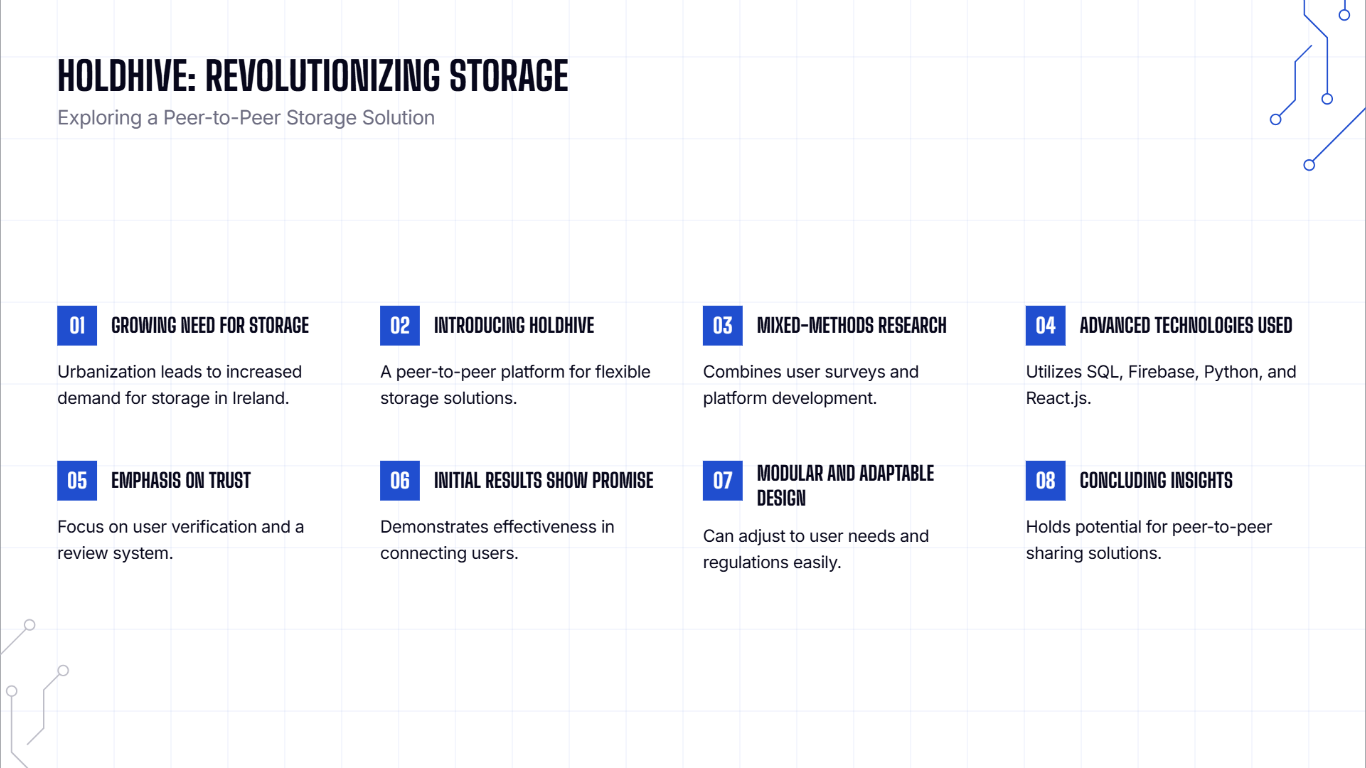 HOLDHIVE: REVOLUTIONIZING STORAGE
Exploring a Peer-to-Peer Storage Solution
01
GROWING NEED FOR STORAGE
Urbanization leads to increased
demand for storage in Ireland.
02
INTRODUCING HOLDHIVE
A peer-to-peer platform for flexible
storage solutions.
03
MIXED-METHODS RESEARCH
Combines user surveys and
platform development.
04
ADVANCED TECHNOLOGIES USED
Utilizes SQL, Firebase, Python, and
React.js.
05
EMPHASIS ON TRUST
Focus on user verification and a
review system.
06
INITIAL RESULTS SHOW PROMISE
Demonstrates effectiveness in
connecting users.
07
MODULAR AND ADAPTABLE
DESIGN
Can adjust to user needs and
regulations easily.
08
CONCLUDING INSIGHTS
Holds potential for peer-to-peer
sharing solutions.